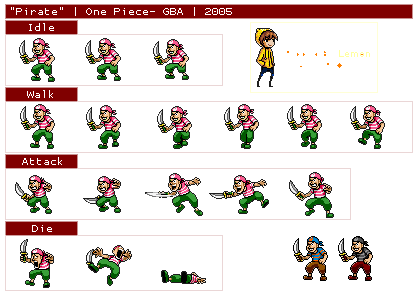 "Pirate" | One Piece- GBA | 2005
Idle
Walk
Attack
Die